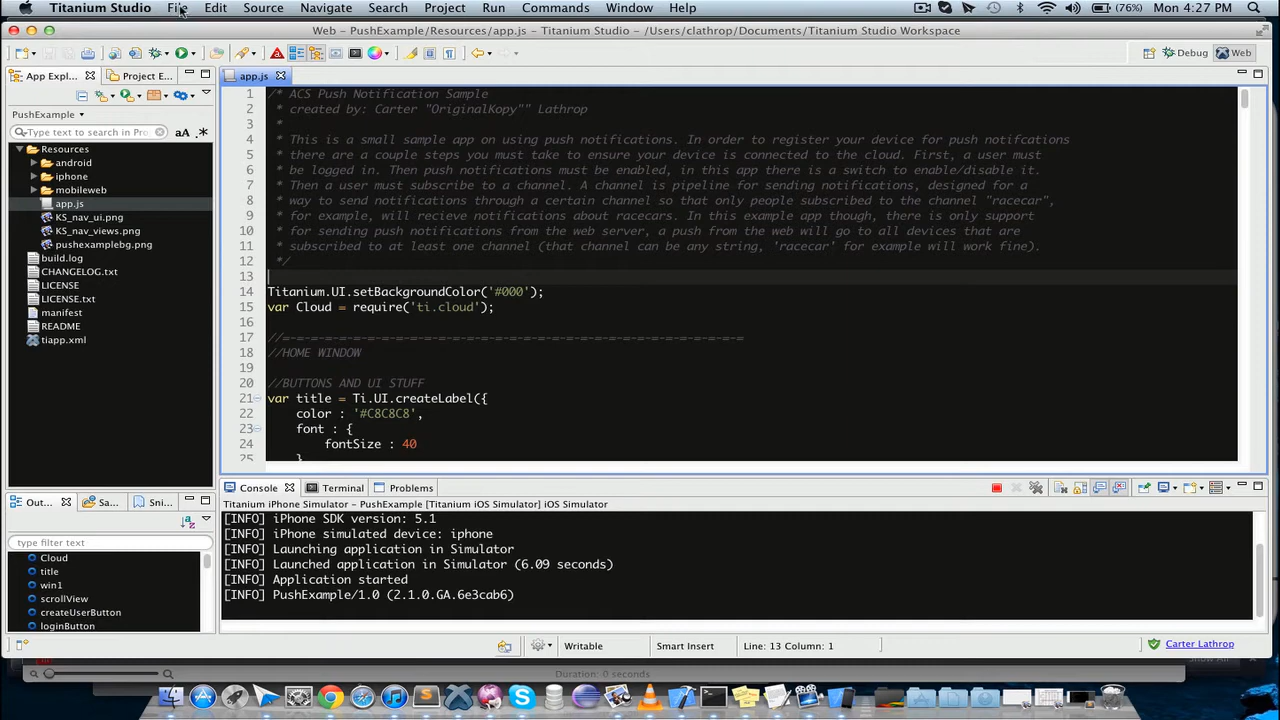 Titanium Studio File Edit Source Navigate Search Project Run Commands Window Help (76%) Mon 4:27 PM
Web - PushExample/Resources/app.js - Titanium Studio - /Users/clathrop/Documents/Titanium Studio Workspace
Debug Web
App Expl... Project E... app.js
PushExample
Type text to search in Pro aA .*
Resources
android
iphone
mobileweb
app.js
KS_nav_ui.png
KS_nav_views.png
pushexamplebg.png
build.log
CHANGELOG.txt
LICENSE
LICENSE.txt
manifest
README
tiapp.xml
1 /* ACS Push Notification Sample
2 * created by: Carter "OriginalKopy"" Lathrop
3 *
4 * This is a small sample app on using push notifications. In order to register your device for push notifcations
5 * there are a couple steps you must take to ensure your device is connected to the cloud. First, a user must
6 * be logged in. Then push notifications must be enabled, in this app there is a switch to enable/disable it.
7 * Then a user must subscribe to a channel. A channel is pipeline for sending notifications, designed for a
8 * way to send notifications through a certain channel so that only people subscribed to the channel "racecar",
9 * for example, will recieve notifications about racecars. In this example app though, there is only support
10 * for sending push notifications from the web server, a push from the web will go to all devices that are
11 * subscribed to at least one channel (that channel can be any string, 'racecar' for example will work fine).
12 */
13
14 Titanium.UI.setBackgroundColor('#000');
15 var Cloud = require('ti.cloud');
16
17 //=-=-=-=-=-=-=-=-=-=-=-=-=-=-=-=-=-=-=-=-=-=-=-=-=-=-=-=-=-=-=-=-=
18 //HOME WINDOW
19
20 //BUTTONS AND UI STUFF
21 var title = Ti.UI.createLabel({
22 color : '#C8C8C8',
23 font : {
24 fontSize : 40
25 }
Out... Sa... Sni...
type filter text
Cloud
title
win1
scrollView
createUserButton
loginButton
Console Terminal Problems
Titanium iPhone Simulator - PushExample [Titanium iOS Simulator] iOS Simulator
[INFO] iPhone SDK version: 5.1
[INFO] iPhone simulated device: iphone
[INFO] Launching application in Simulator
[INFO] Launched application in Simulator (6.09 seconds)
[INFO] Application started
[INFO] PushExample/1.0 (2.1.0.GA.6e3cab6)
Writable Smart Insert Line: 13 Column: 1 Carter Lathrop
Show All
Duration: 0 seconds